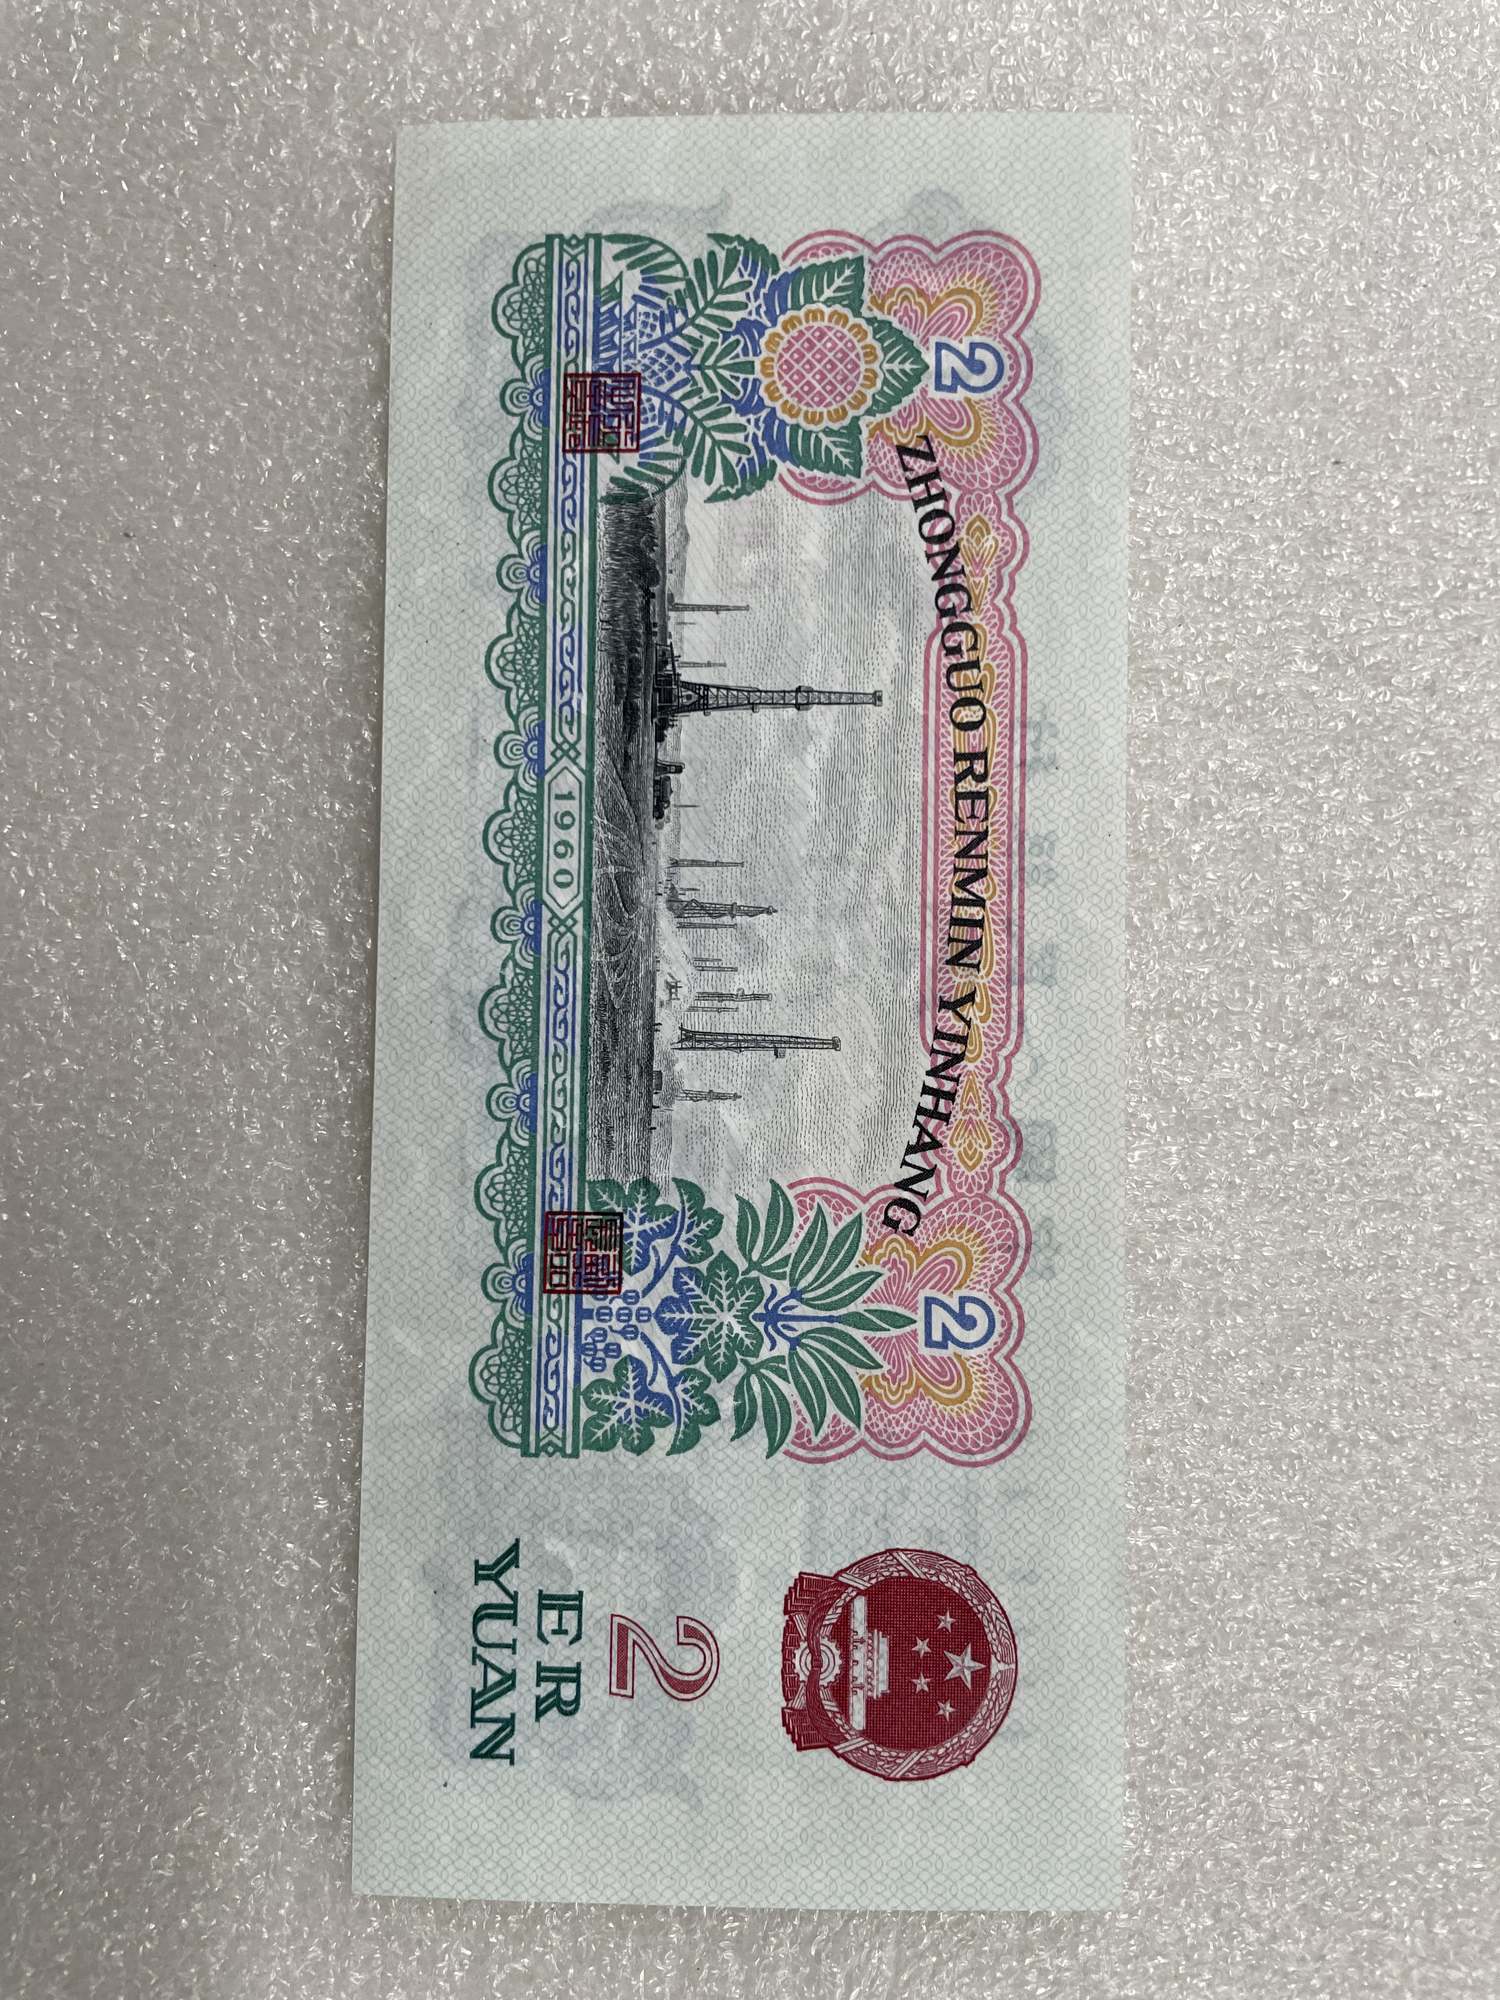 ZHONGGUO RENMIN YINHANG
2
2
2
ER
YUAN
1960